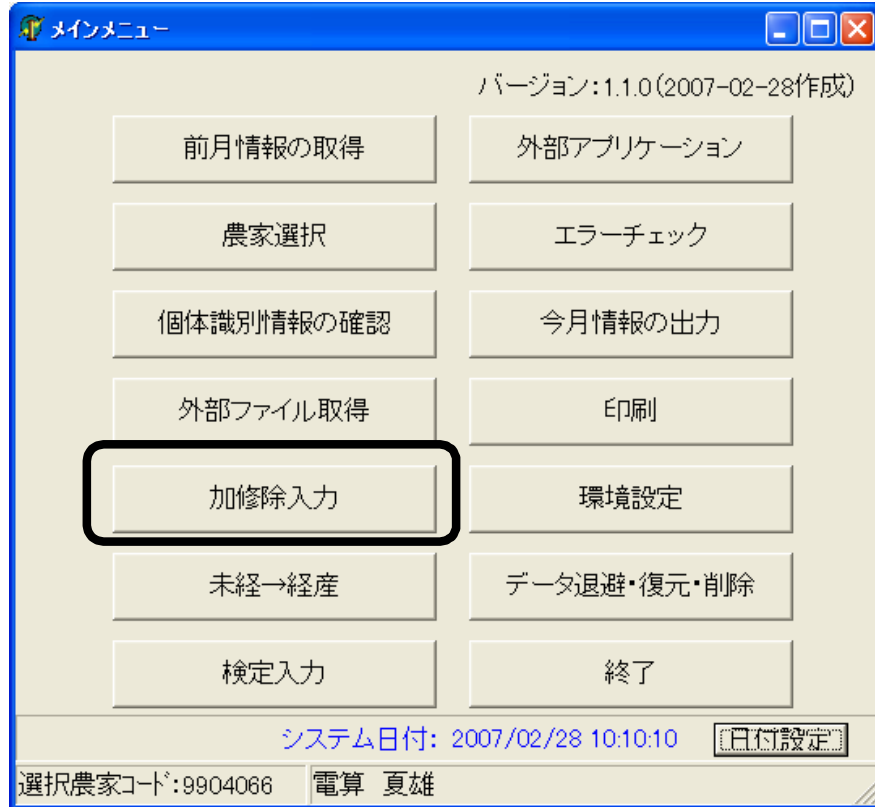 メインメニュー
バージョン:1.1.0(2007-02-28作成)
前月情報の取得
外部アプリケーション
農家選択
エラーチェック
個体識別情報の確認
今月情報の出力
外部ファイル取得
印刷
加修除入力
環境設定
未経→経産
データ退避・復元・削除
検定入力
終了
システム日付: 2007/02/28 10:10:10
日付設定
選択農家コード:9904066
電算 夏雄